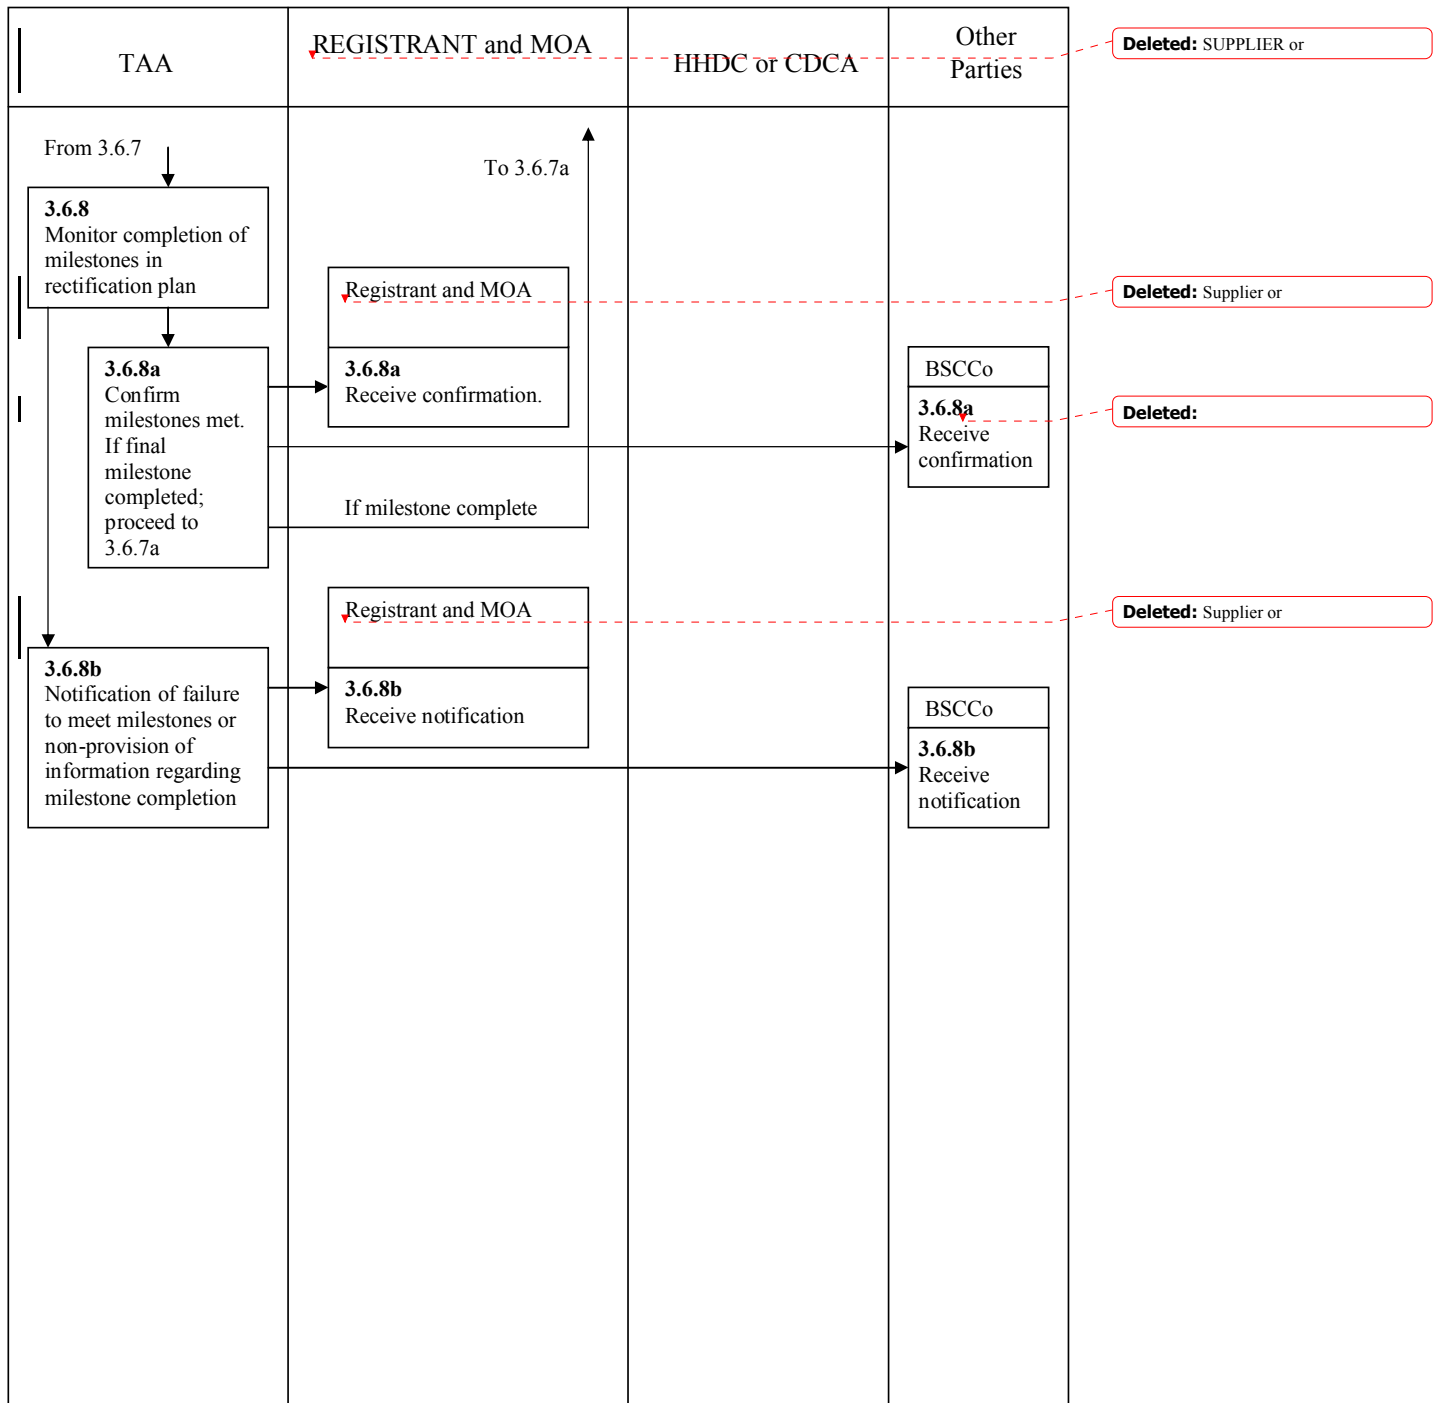 TAA
REGISTRANT and MOA
HHDC or CDCA
Other
Parties
Deleted: SUPPLIER or
From 3.6.7
To 3.6.7a
3.6.8
Monitor completion of
milestones in
rectification plan
Registrant and MOA
Deleted: Supplier or
3.6.8a
Confirm
milestones met.
If final
milestone
completed;
proceed to
3.6.7a
3.6.8a
Receive confirmation.
BSCCo
3.6.8a
Receive
confirmation
Deleted:
If milestone complete
Registrant and MOA
Deleted: Supplier or
3.6.8b
Notification of failure
to meet milestones or
non-provision of
information regarding
milestone completion
3.6.8b
Receive notification
BSCCo
3.6.8b
Receive
notification